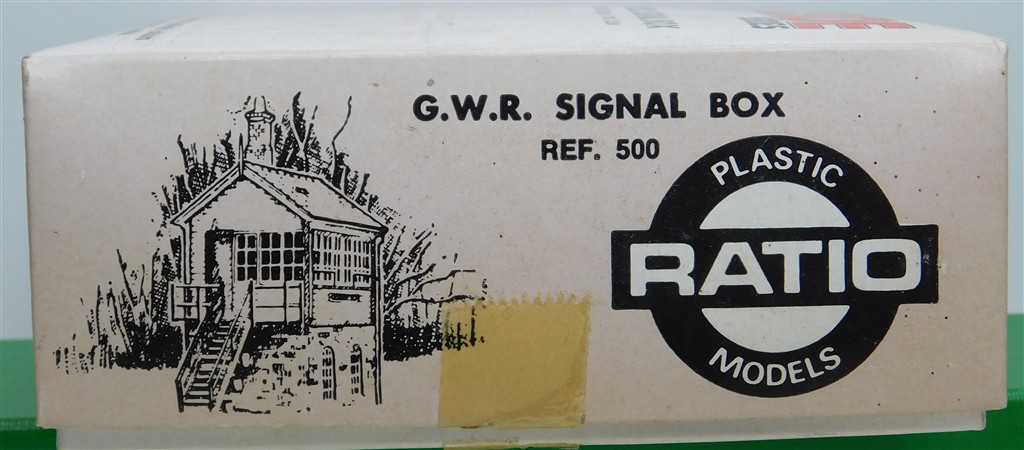 G.W.R. SIGNAL BOX
REF. 500
PLASTIC
RATIO
MODELS